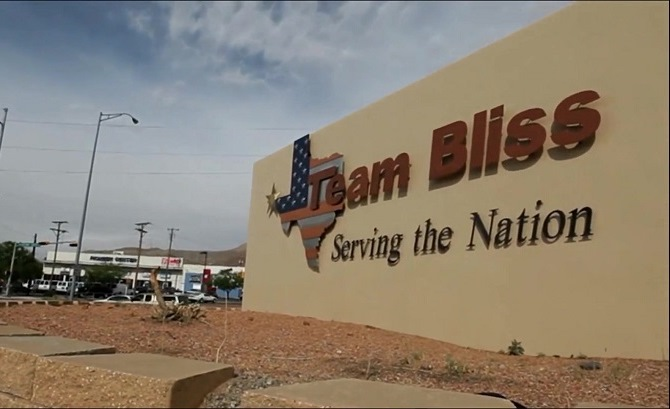 Team Bliss
Serving the Nation